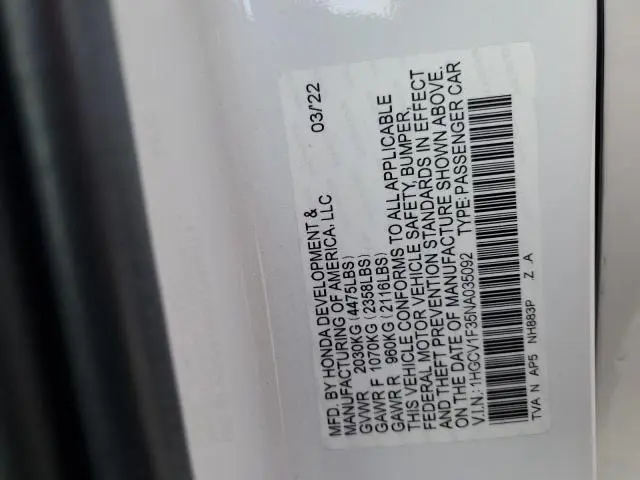 MFD. BY HONDA DEVELOPMENT &
MANUFACTURING OF AMERICA, LLC 03/'22
GVWR 2030KG (4475LBS)
GAWR F 1070KG (2358LBS)
GAWR R 960KG (2116LBS)
THIS VEHICLE CONFORMS TO ALL APPLICABLE
FEDERAL MOTOR VEHICLE SAFETY, BUMPER,
AND THEFT PREVENTION STANDARDS IN EFFECT
ON THE DATE OF MANUFACTURE SHOWN ABOVE.
V.I.N.: 1HGCV1F35NA035092 TYPE: PASSENGER CAR
TVA N AP5 NH883P Z A